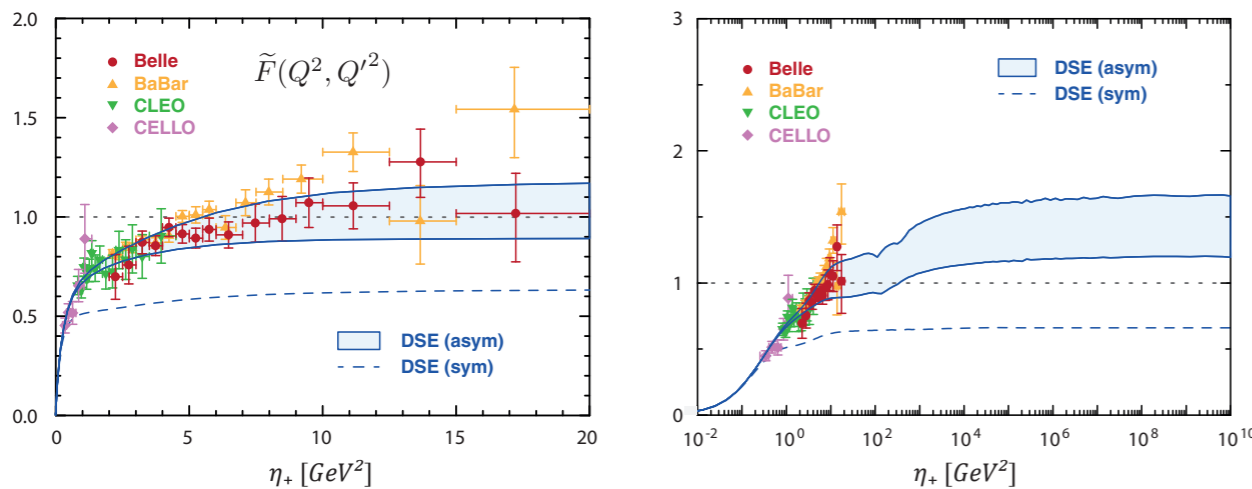 2.0
1.5
1.0
0.5
0.0
0
5
10
15
20
Belle
BaBar
CLEO
CELLO
F̃(Q², Q′²)
DSE (asym)
DSE (sym)
η₊ [GeV²]
3
2
1
0
10⁻²
10⁰
10²
10⁴
10⁶
10⁸
10¹⁰
Belle
BaBar
CLEO
CELLO
DSE (asym)
DSE (sym)
η₊ [GeV²]